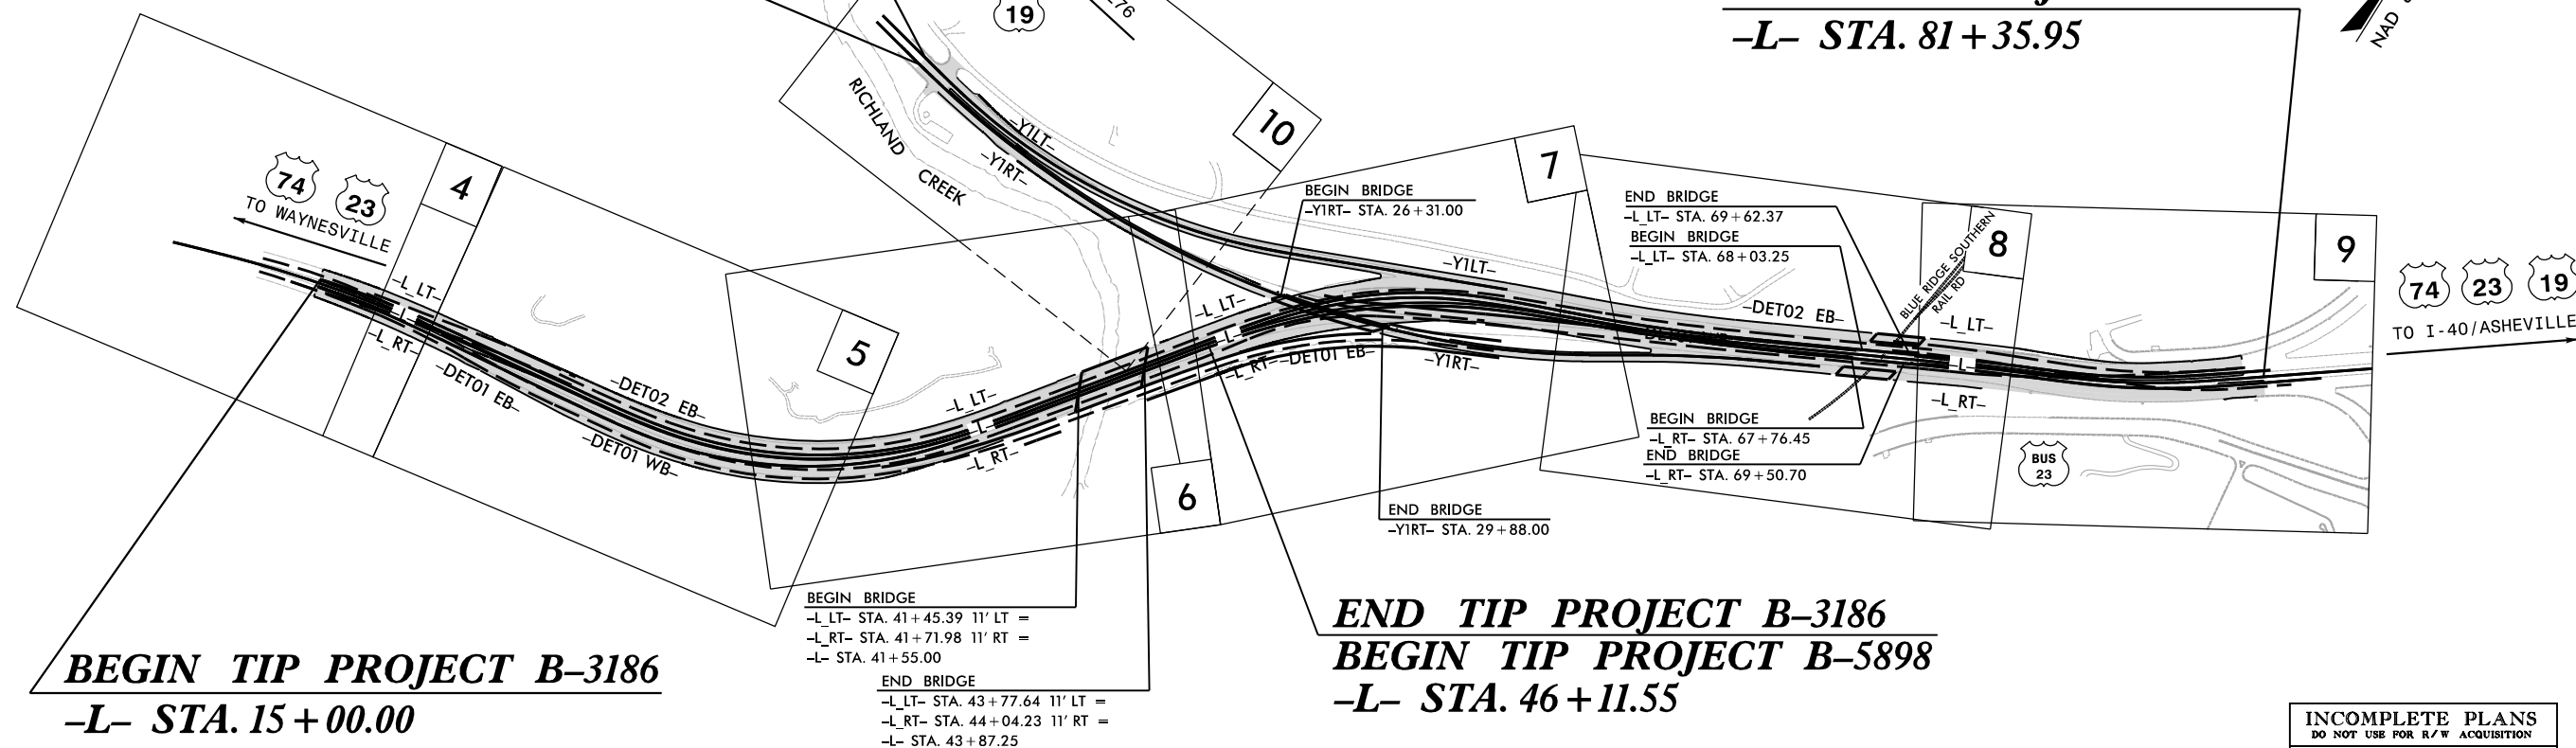 19
-L- STA. 81+35.95
NAD
RICHLAND
CREEK
-Y1LT-
-Y1RT-
10
7
4
74
23
TO WAYNESVILLE
-L_LT-
-L-
-L_RT-
-DET01 EB-
-DET02 EB-
-DET01 WB-
5
-L_LT-
-L-
-L_RT-
6
BEGIN BRIDGE
-Y1RT- STA. 26+31.00
-L_LT-
-L-
-L_RT-
-DET01 EB-
-Y1LT-
-Y1RT-
END BRIDGE
-L_LT- STA. 69+62.37
BEGIN BRIDGE
-L_LT- STA. 68+03.25
-DET02 EB-
BLUE RIDGE SOUTHERN
RAIL RD
8
-L_LT-
-L-
-L_RT-
9
74
23
19
TO I-40/ASHEVILLE
BEGIN BRIDGE
-L_RT- STA. 67+76.45
END BRIDGE
-L_RT- STA. 69+50.70
BUS
23
END BRIDGE
-Y1RT- STA. 29+88.00
BEGIN BRIDGE
-L_LT- STA. 41+45.39 11' LT =
-L_RT- STA. 41+71.98 11' RT =
-L- STA. 41+55.00
END BRIDGE
-L_LT- STA. 43+77.64 11' LT =
-L_RT- STA. 44+04.23 11' RT =
-L- STA. 43+87.25
BEGIN TIP PROJECT B-3186
-L- STA. 15+00.00
END TIP PROJECT B-3186
BEGIN TIP PROJECT B-5898
-L- STA. 46+11.55
INCOMPLETE PLANS
DO NOT USE FOR R/W ACQUISITION